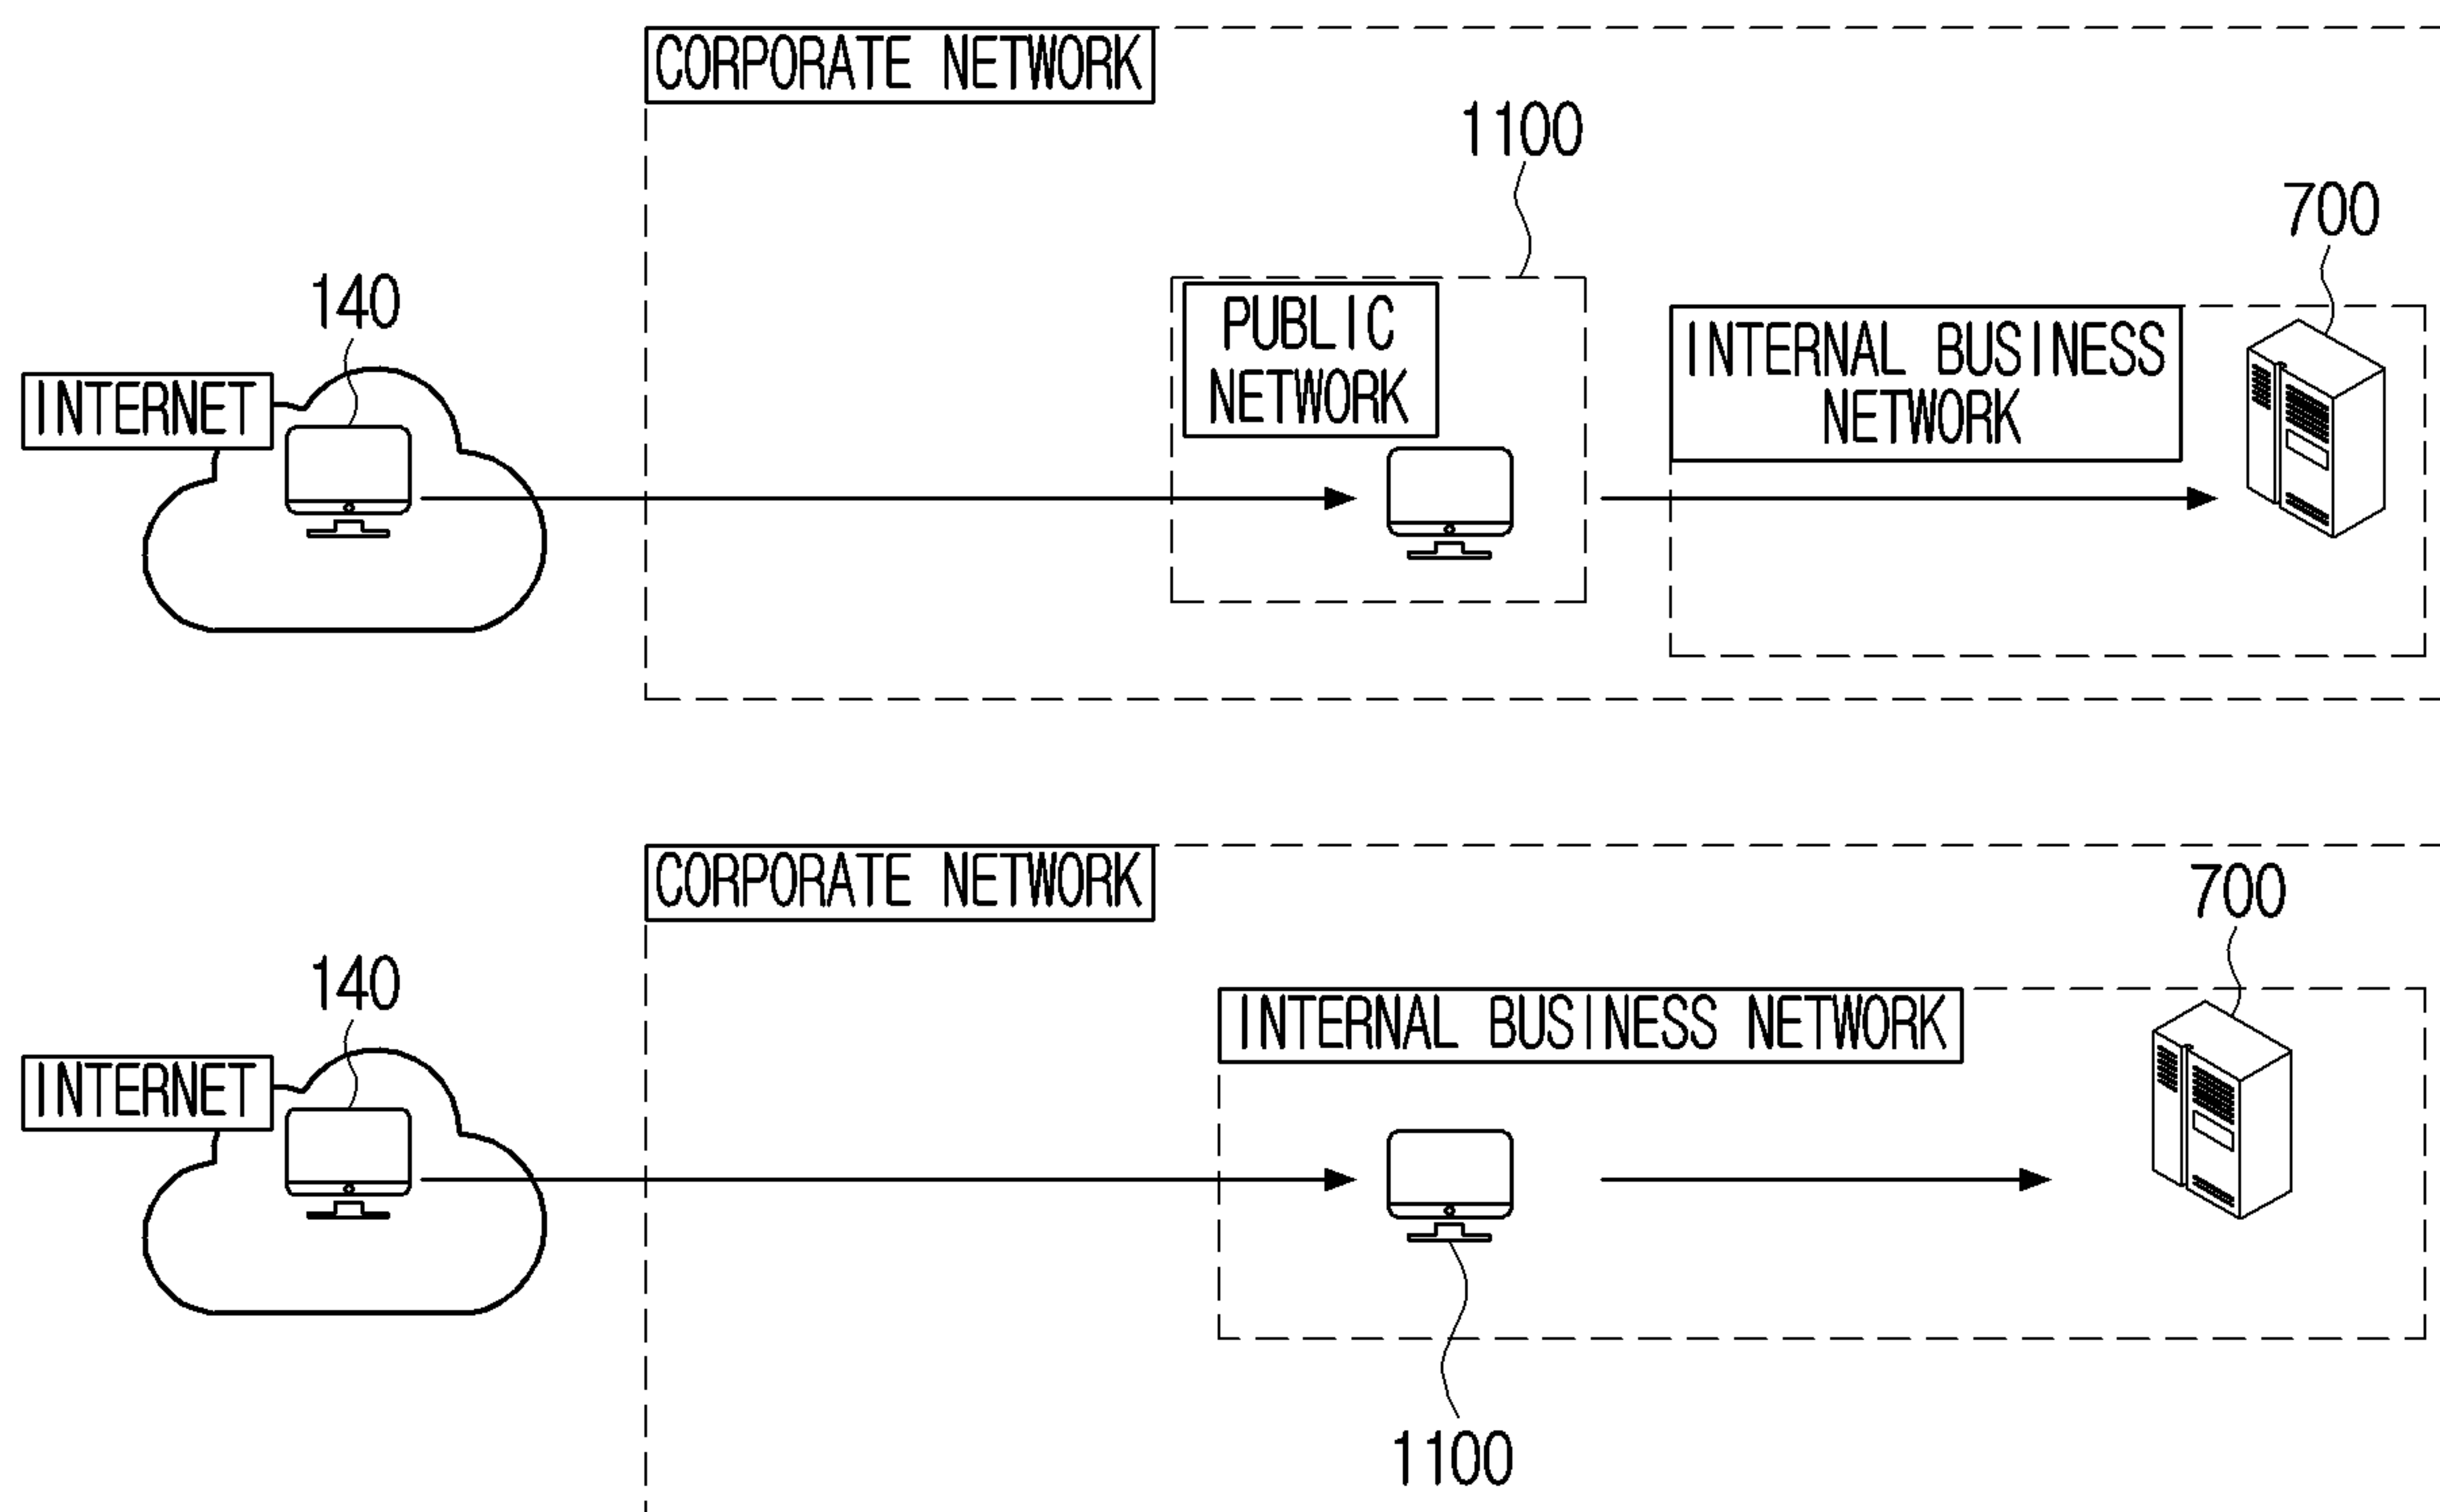 CORPORATE NETWORK
1100
700
140
PUBLIC
NETWORK
INTERNAL BUSINESS
NETWORK
INTERNET
CORPORATE NETWORK
700
140
INTERNAL BUSINESS NETWORK
INTERNET
1100